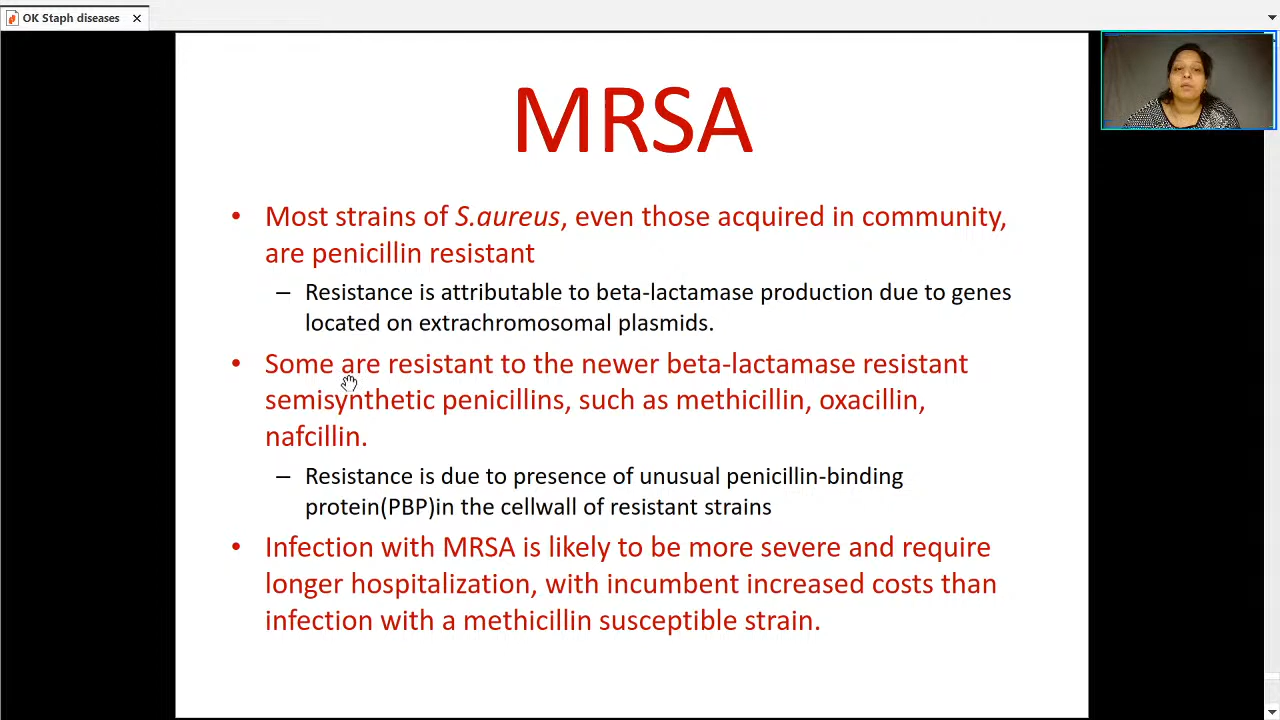 OK Staph diseases
MRSA
• Most strains of S.aureus, even those acquired in community,
are penicillin resistant
– Resistance is attributable to beta-lactamase production due to genes
located on extrachromosomal plasmids.
• Some are resistant to the newer beta-lactamase resistant
semisynthetic penicillins, such as methicillin, oxacillin,
nafcillin.
– Resistance is due to presence of unusual penicillin-binding
protein(PBP)in the cellwall of resistant strains
• Infection with MRSA is likely to be more severe and require
longer hospitalization, with incumbent increased costs than
infection with a methicillin susceptible strain.